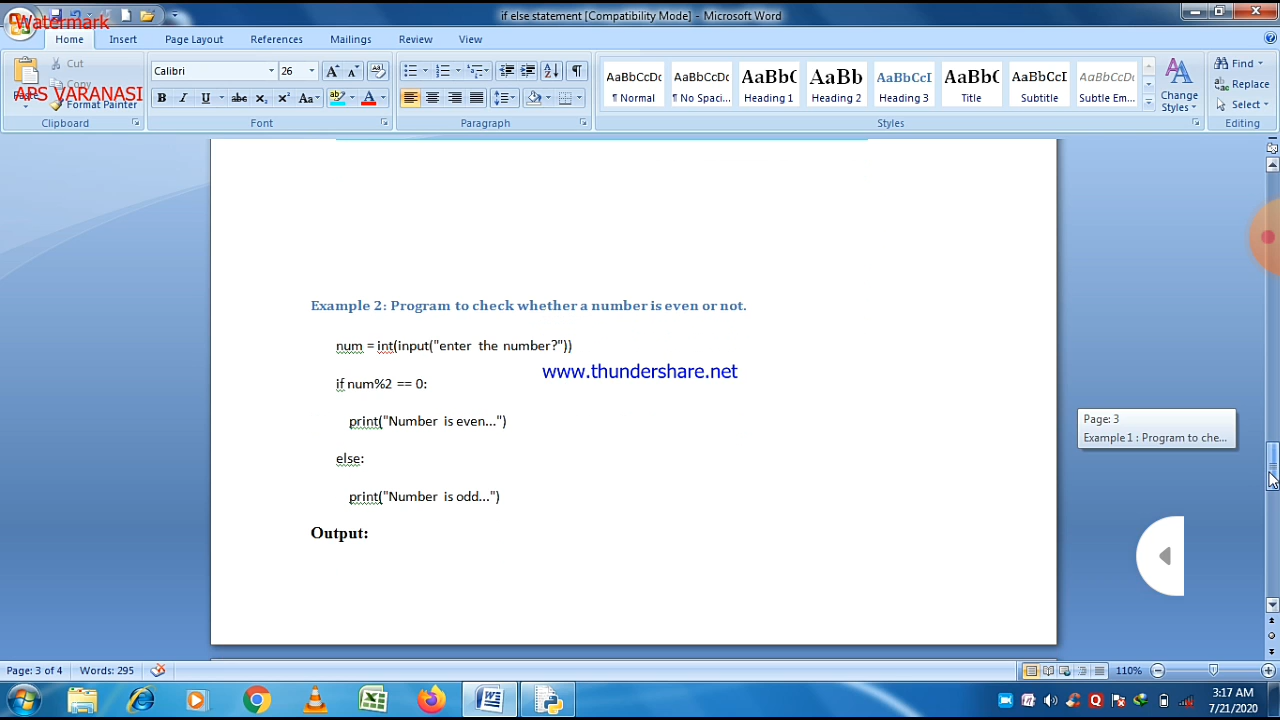 if else statement [Compatibility Mode] - Microsoft Word
Watermark
Home Insert Page Layout References Mailings Review View
Cut
Copy
Format Painter
APS VARANASI
Calibri 26
B I U abc x₂ x² Aa A
AaBbCcDc AaBbCcDc AaBbC AaBb AaBbCcI AaBbC AaBbCcI AaBbCcDc
¶ Normal ¶ No Spaci... Heading 1 Heading 2 Heading 3 Title Subtitle Subtle Em...
Change Styles
Find
Replace
Select
Clipboard Font Paragraph Styles Editing
Example 2: Program to check whether a number is even or not.
num = int(input("enter the number?"))
www.thundershare.net
if num%2 == 0:
print("Number is even...")
else:
print("Number is odd...")
Output:
Page: 3
Example 1 : Program to che...
Page: 3 of 4 Words: 295 110%
3:17 AM
7/21/2020